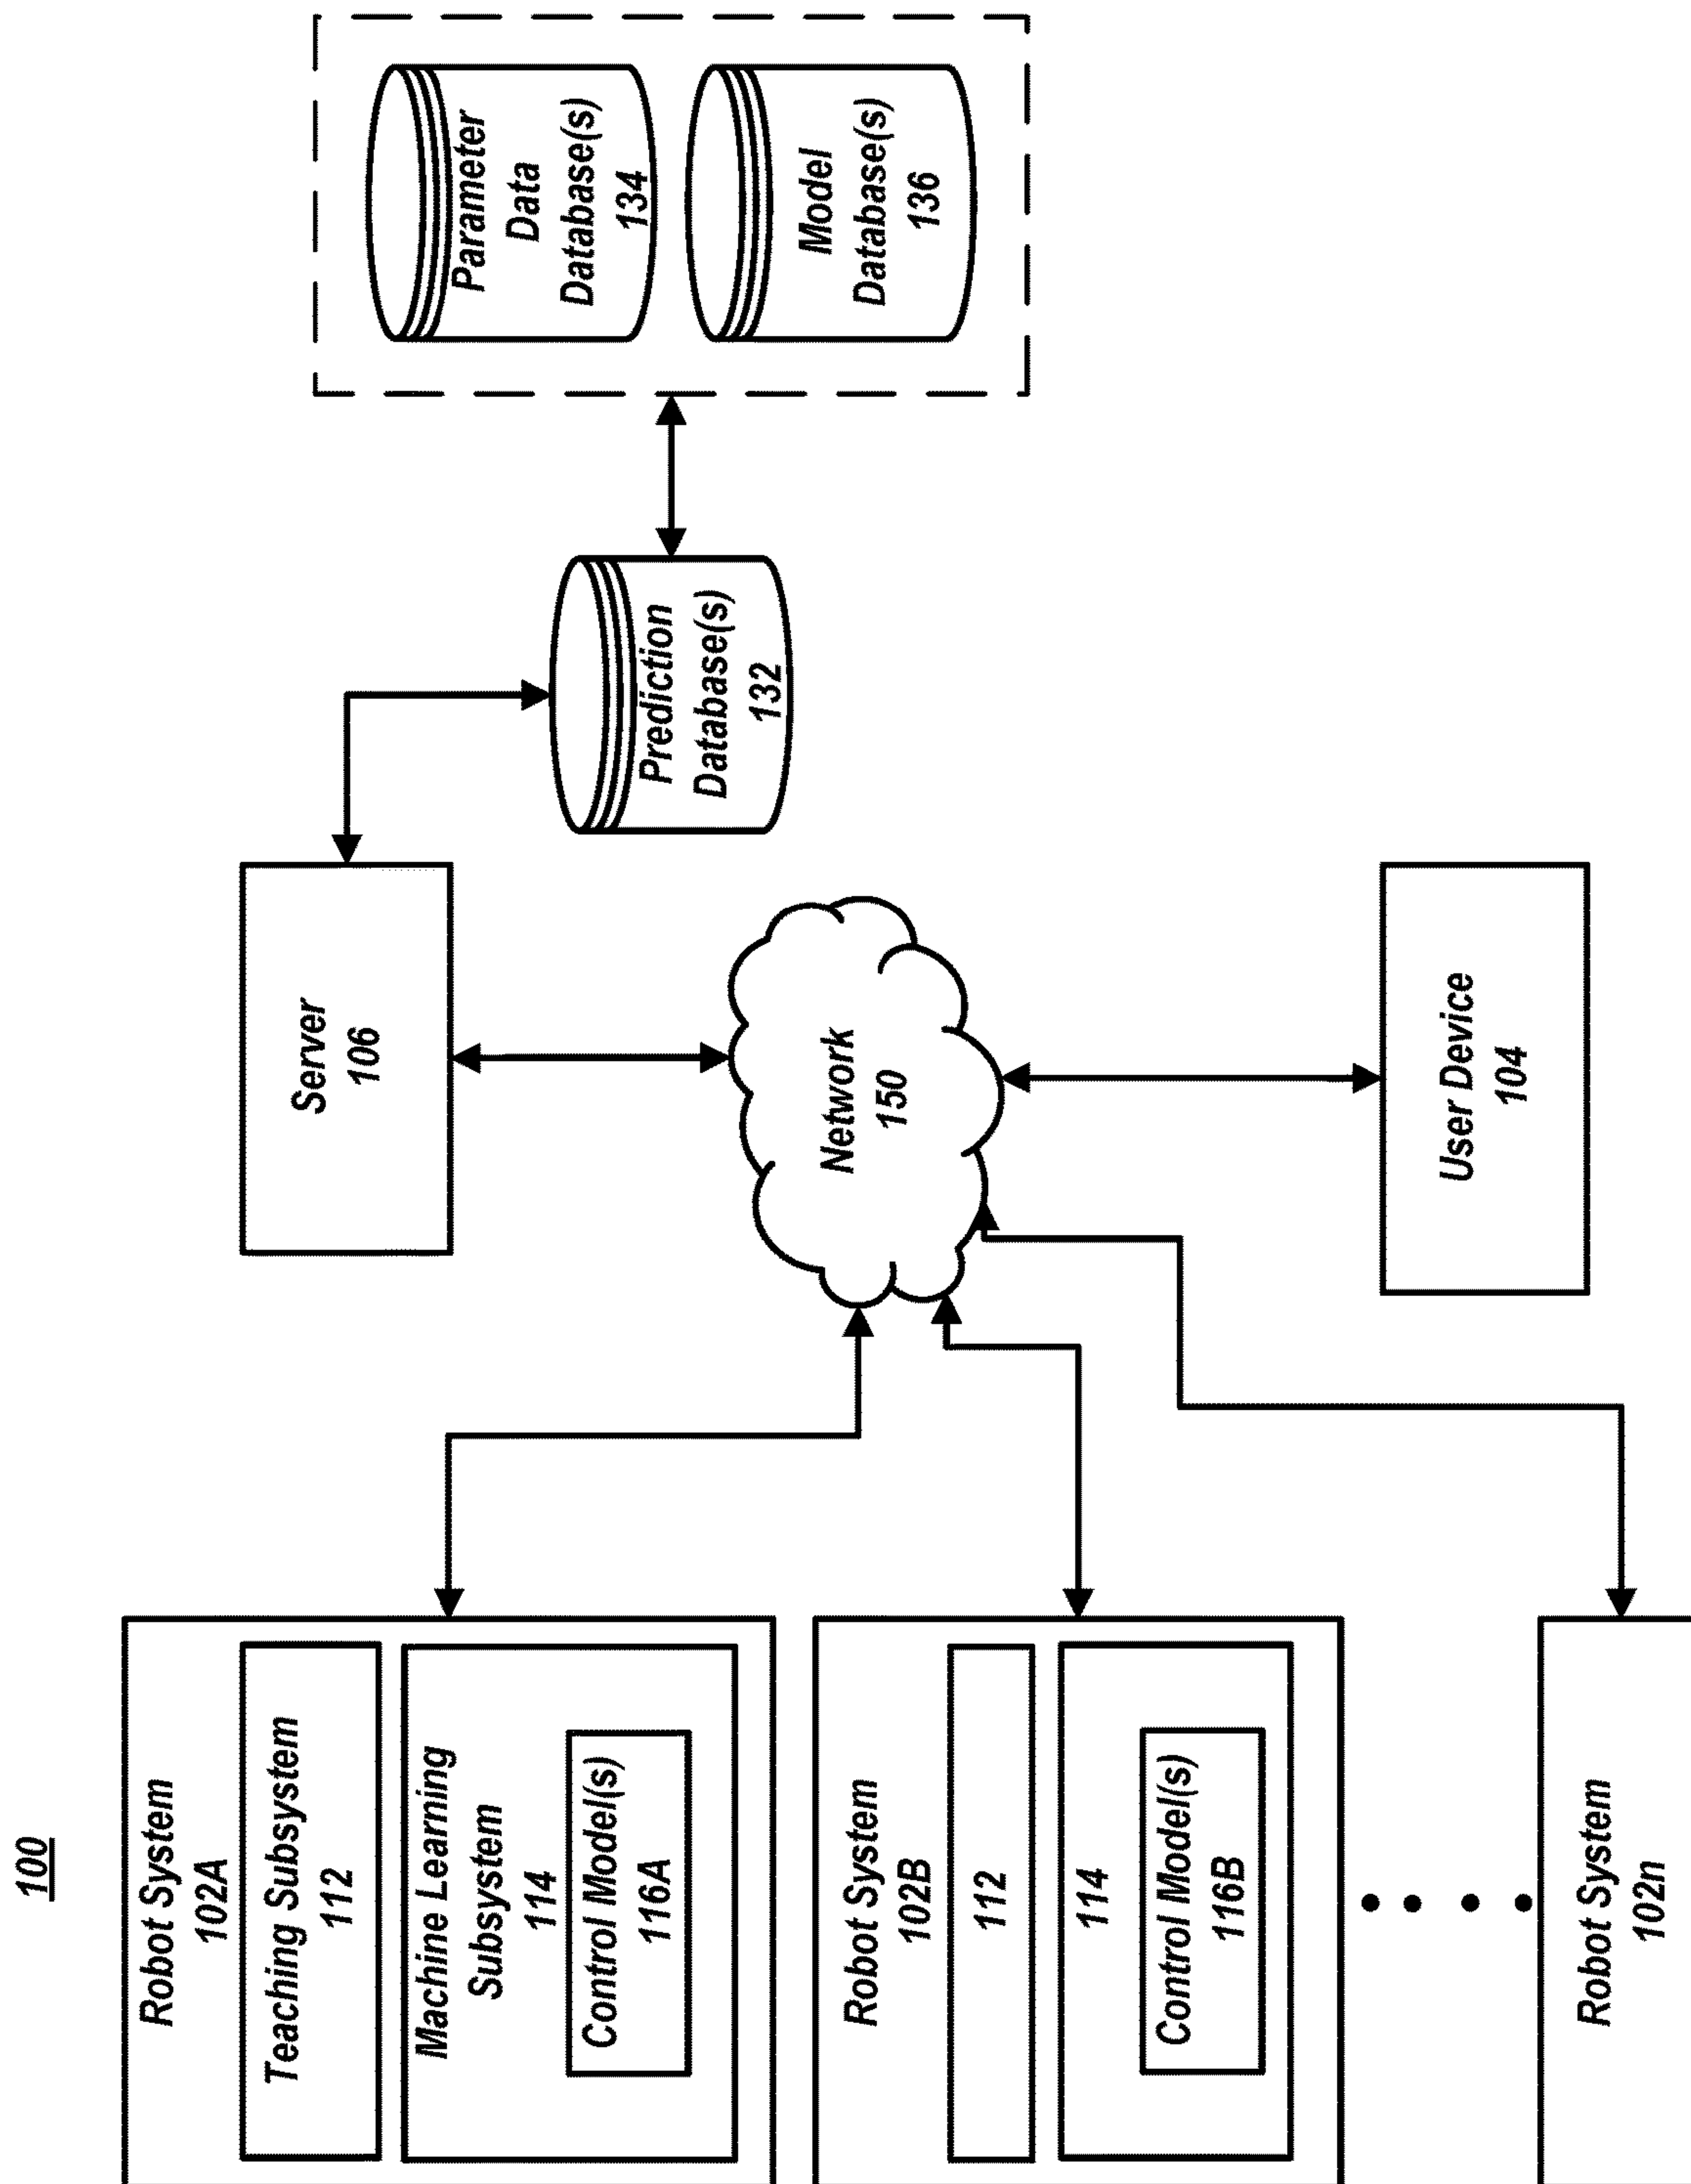 100
Robot System
102A
Teaching Subsystem
112
Machine Learning
Subsystem
114
Control Model(s)
116A
Robot System
102B
112
114
Control Model(s)
116B
Robot System
102n
Server
106
Network
150
User Device
104
Prediction
Database(s)
132
Parameter
Data
Database(s)
134
Model
Database(s)
136